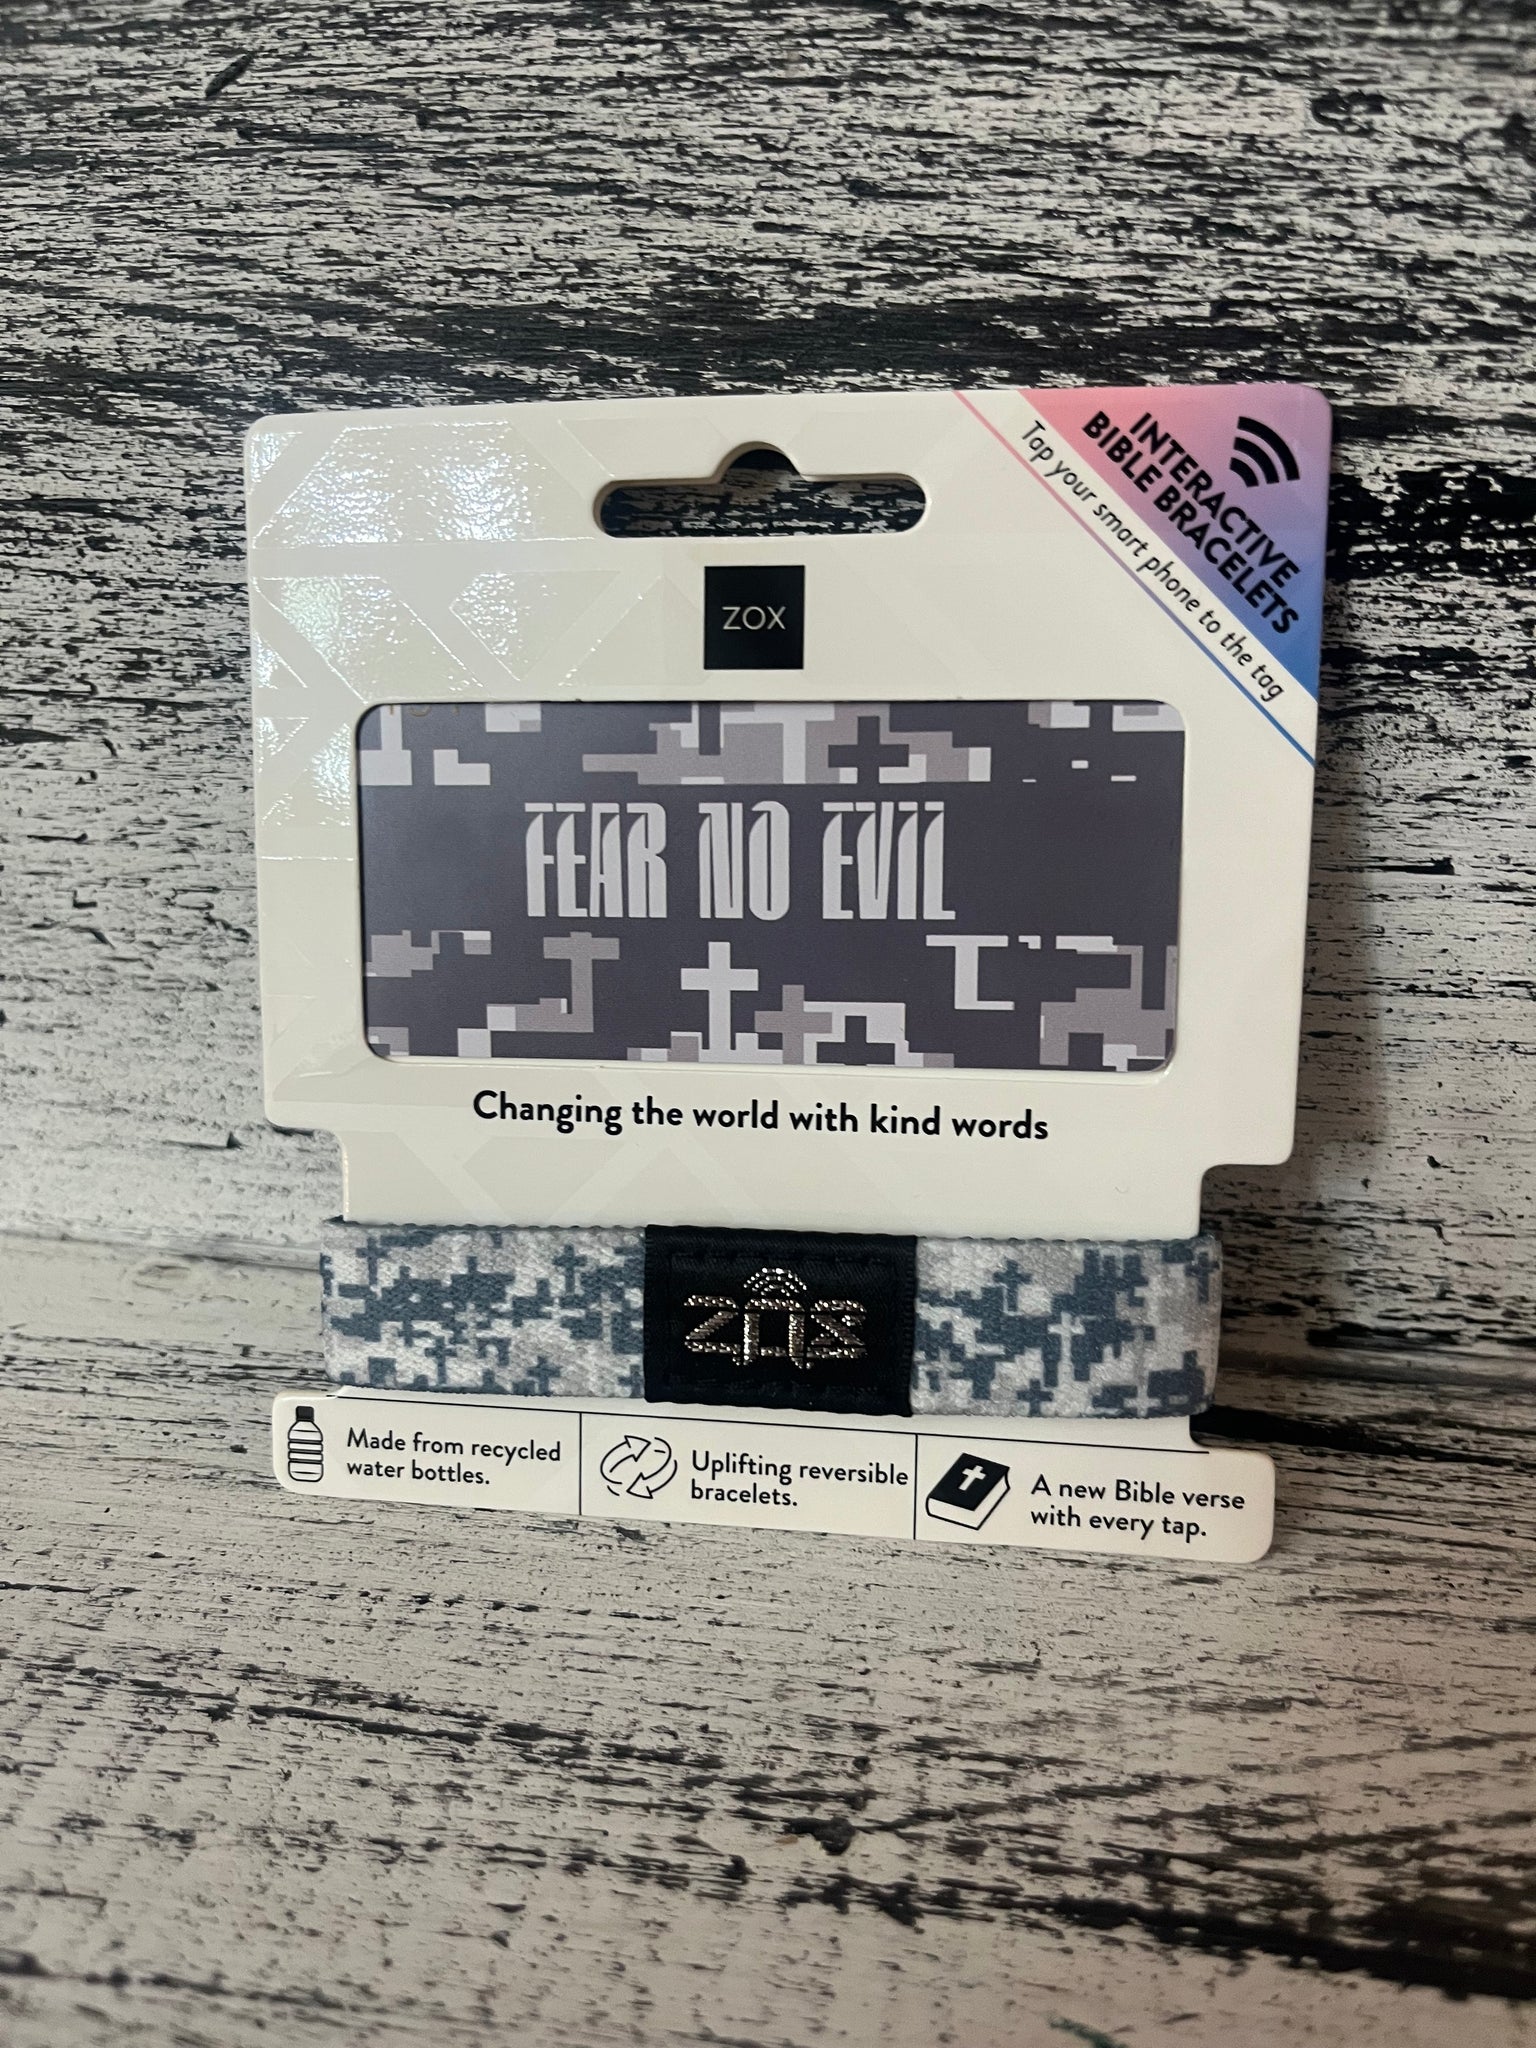 INTERACTIVE
BIBLE BRACELETS
Tap your smart phone to the tag
ZOX
FEAR NO EVIL
Changing the world with kind words
ZOX
Made from recycled
water bottles.
Uplifting reversible
bracelets.
A new Bible verse
with every tap.